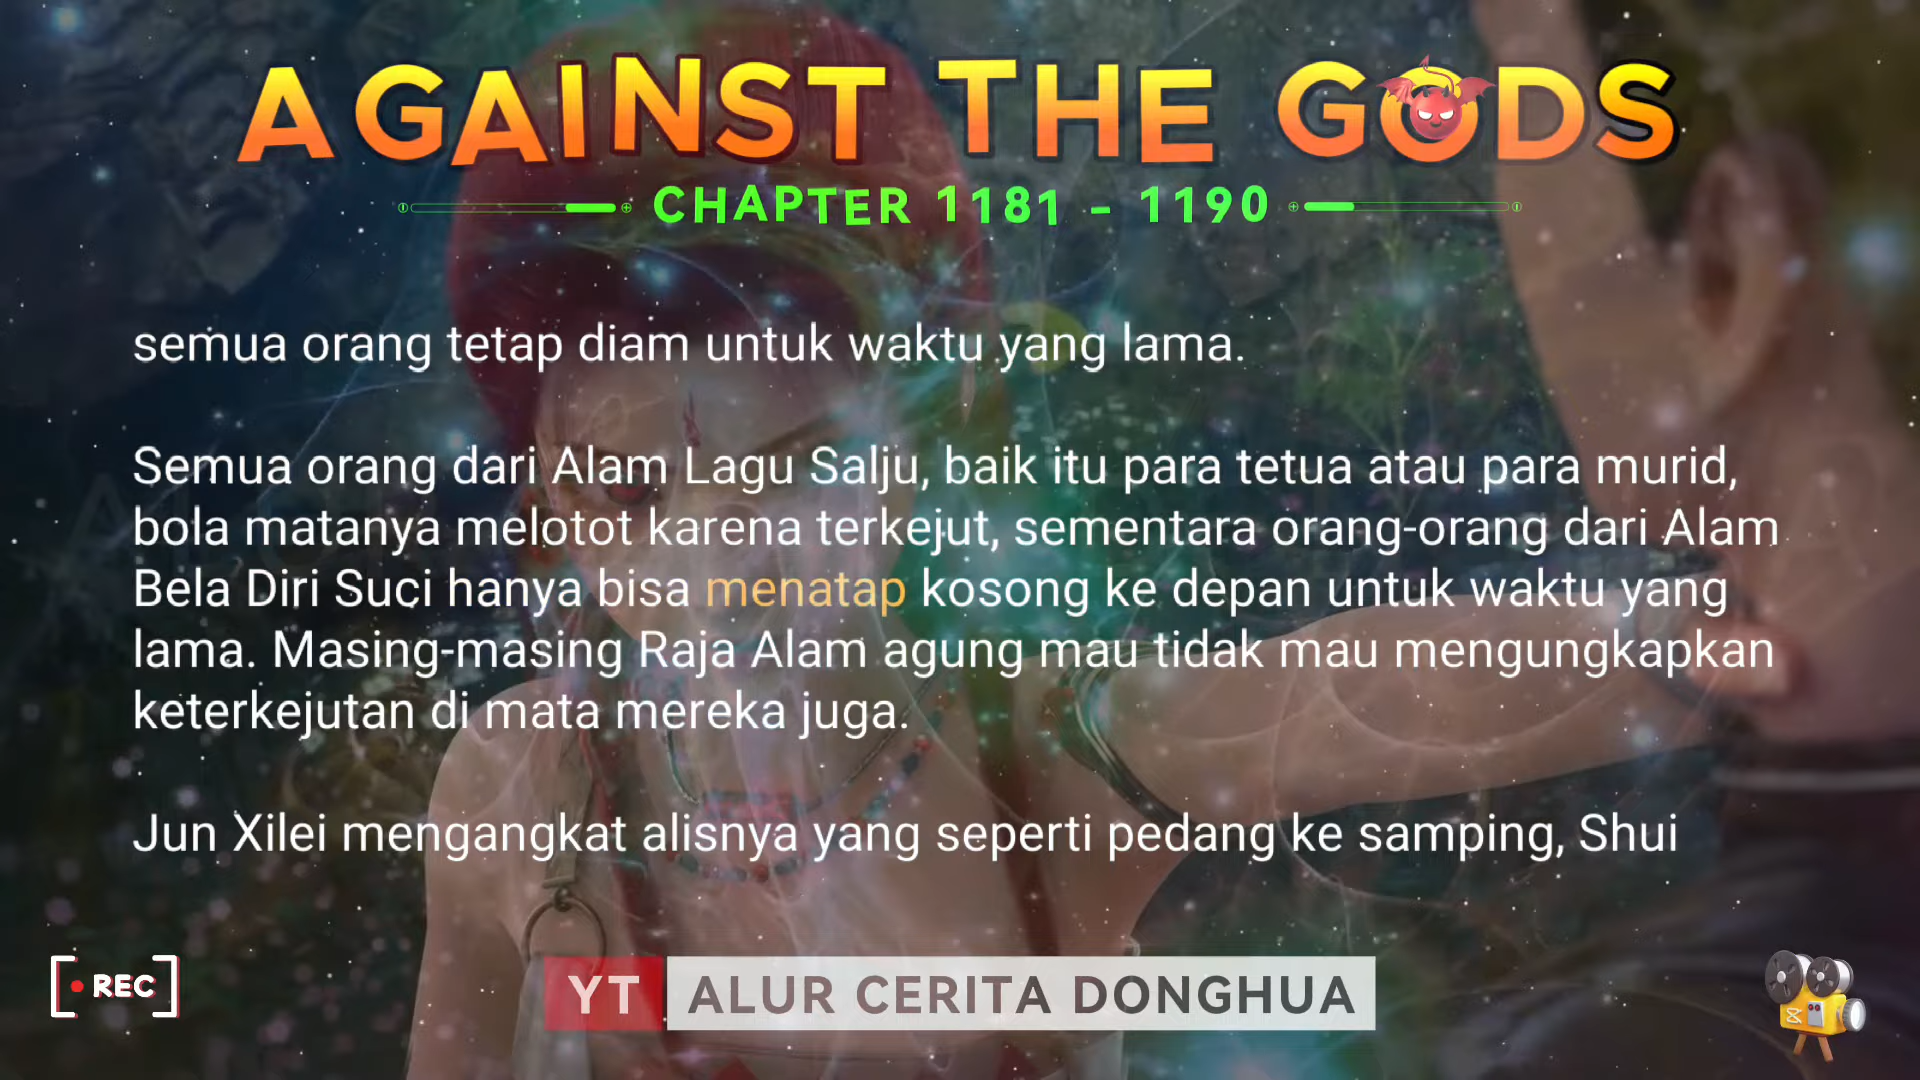 AGAINST THE GODS
CHAPTER 1181 - 1190
semua orang tetap diam untuk waktu yang lama.
Semua orang dari Alam Lagu Salju, baik itu para tetua atau para murid,
bola matanya melotot karena terkejut, sementara orang-orang dari Alam
Bela Diri Suci hanya bisa menatap kosong ke depan untuk waktu yang
lama. Masing-masing Raja Alam agung mau tidak mau mengungkapkan
keterkejutan di mata mereka juga.
Jun Xilei mengangkat alisnya yang seperti pedang ke samping, Shui
REC
YT ALUR CERITA DONGHUA